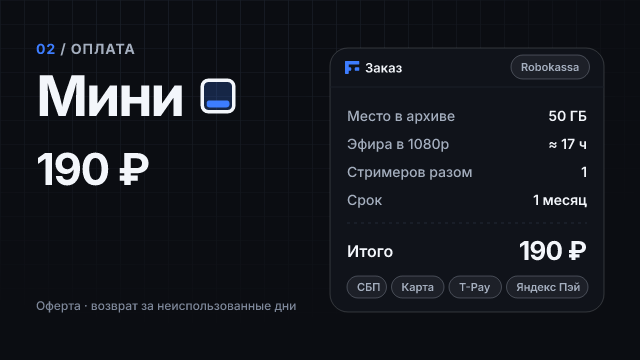 02 / ОПЛАТА
Мини
190 ₽
Оферта · возврат за неиспользованные дни
Заказ
Robokassa
Место в архиве 50 ГБ
Эфира в 1080p ≈ 17 ч
Стримеров разом 1
Срок 1 месяц
Итого 190 ₽
СБП Карта T-Pay Яндекс Пэй